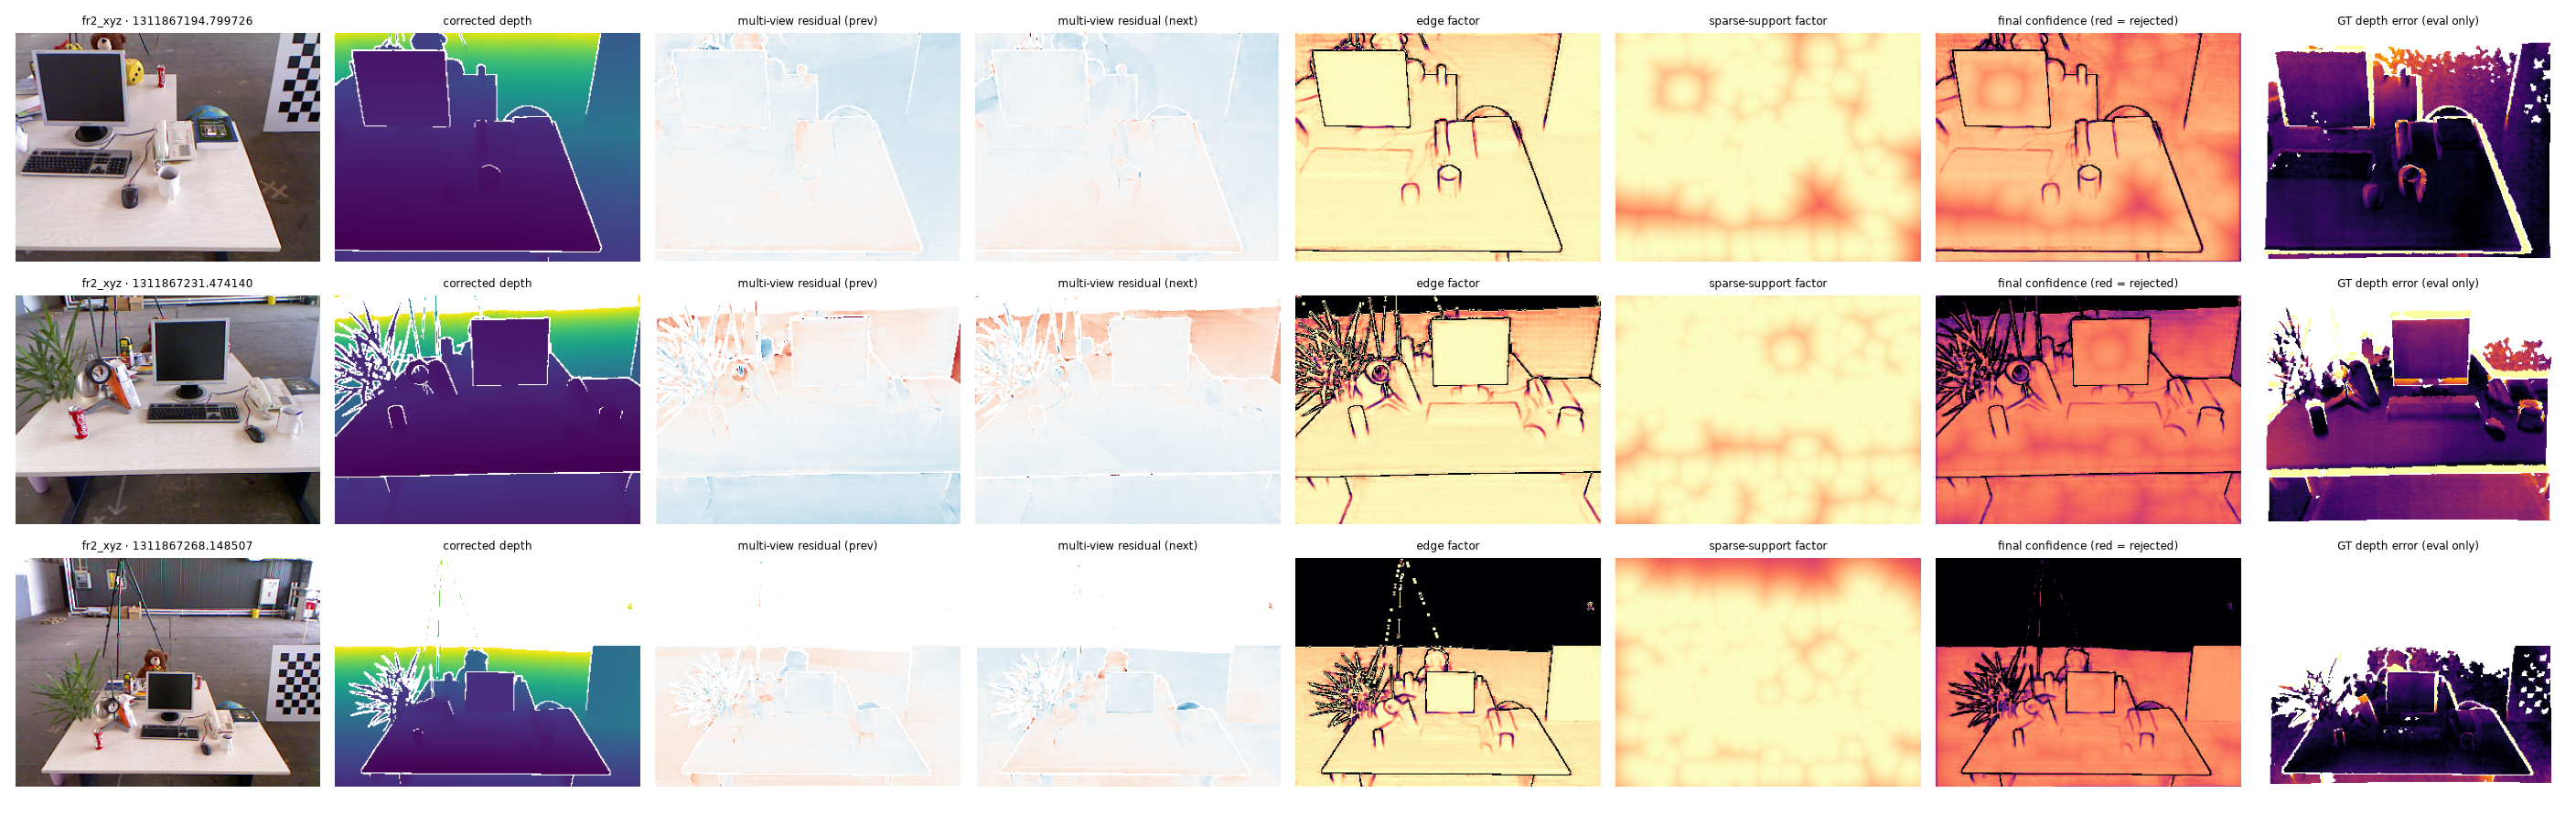 fr2_xyz · 1311867194.799726
corrected depth
multi-view residual (prev)
multi-view residual (next)
edge factor
sparse-support factor
final confidence (red = rejected)
GT depth error (eval only)
fr2_xyz · 1311867231.474140
corrected depth
multi-view residual (prev)
multi-view residual (next)
edge factor
sparse-support factor
final confidence (red = rejected)
GT depth error (eval only)
fr2_xyz · 1311867268.148507
corrected depth
multi-view residual (prev)
multi-view residual (next)
edge factor
sparse-support factor
final confidence (red = rejected)
GT depth error (eval only)